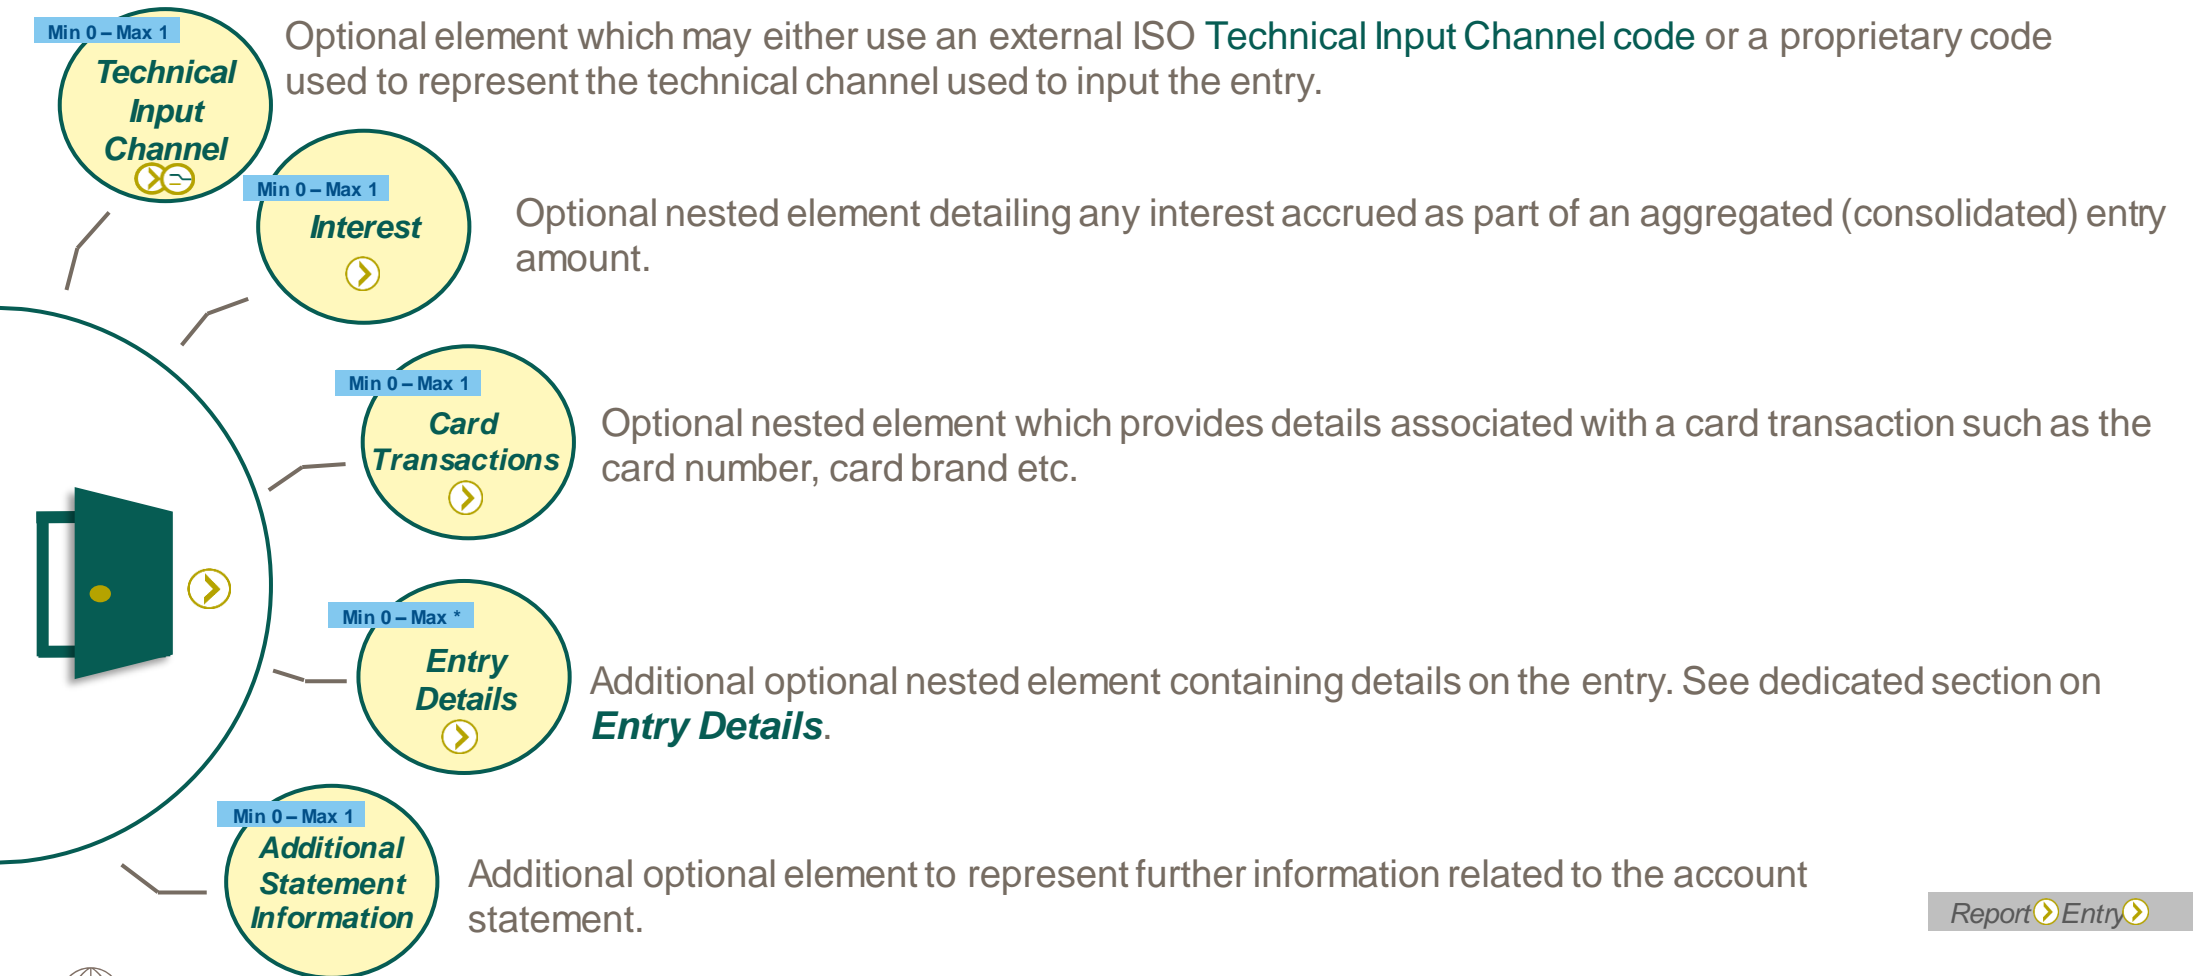 Min 0 – Max 1
Technical
Input
Channel
Optional element which may either use an external ISO Technical Input Channel code or a proprietary code
used to represent the technical channel used to input the entry.
Min 0 – Max 1
Interest
Optional nested element detailing any interest accrued as part of an aggregated (consolidated) entry
amount.
Min 0 – Max 1
Card
Transactions
Optional nested element which provides details associated with a card transaction such as the
card number, card brand etc.
Min 0 – Max *
Entry
Details
Additional optional nested element containing details on the entry. See dedicated section on
Entry Details.
Min 0 – Max 1
Additional
Statement
Information
Additional optional element to represent further information related to the account
statement.
Report Entry